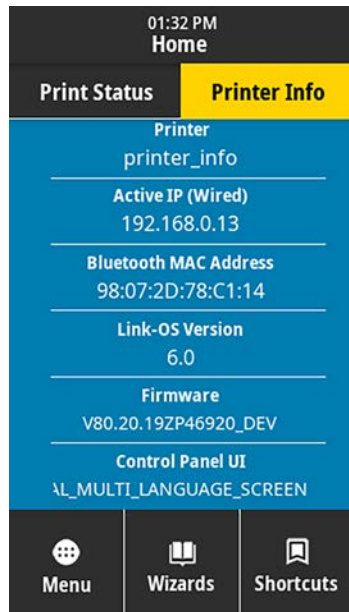 01:32 PM
Home
Print Status
Printer Info
Printer
printer_info
Active IP (Wired)
192.168.0.13
Bluetooth MAC Address
98:07:2D:78:C1:14
Link-OS Version
6.0
Firmware
V80.20.19ZP46920_DEV
Control Panel UI
AL_MULTI_LANGUAGE_SCREEN
Menu
Wizards
Shortcuts